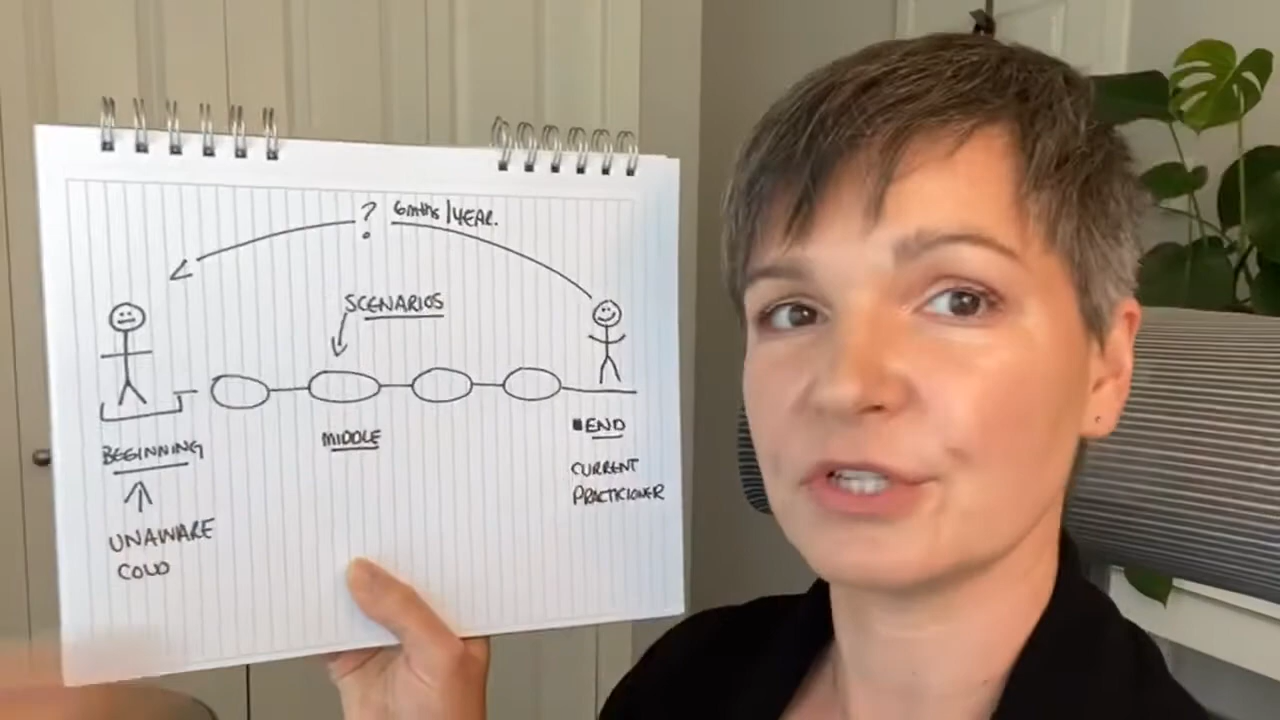 ? 6mths/YEAR.
SCENARIOS
MIDDLE
BEGINNING
UNAWARE
COLD
END
CURRENT
PRACTICIONER